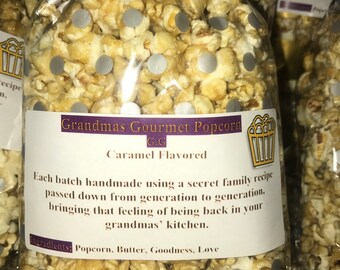 Grandmas Gourmet Popcorn
G.G
Caramel Flavored
Each batch handmade using a secret family recipe
passed down from generation to generation,
bringing that feeling of being back in your
grandmas' kitchen.
Ingredients: Popcorn, Butter, Goodness, Love